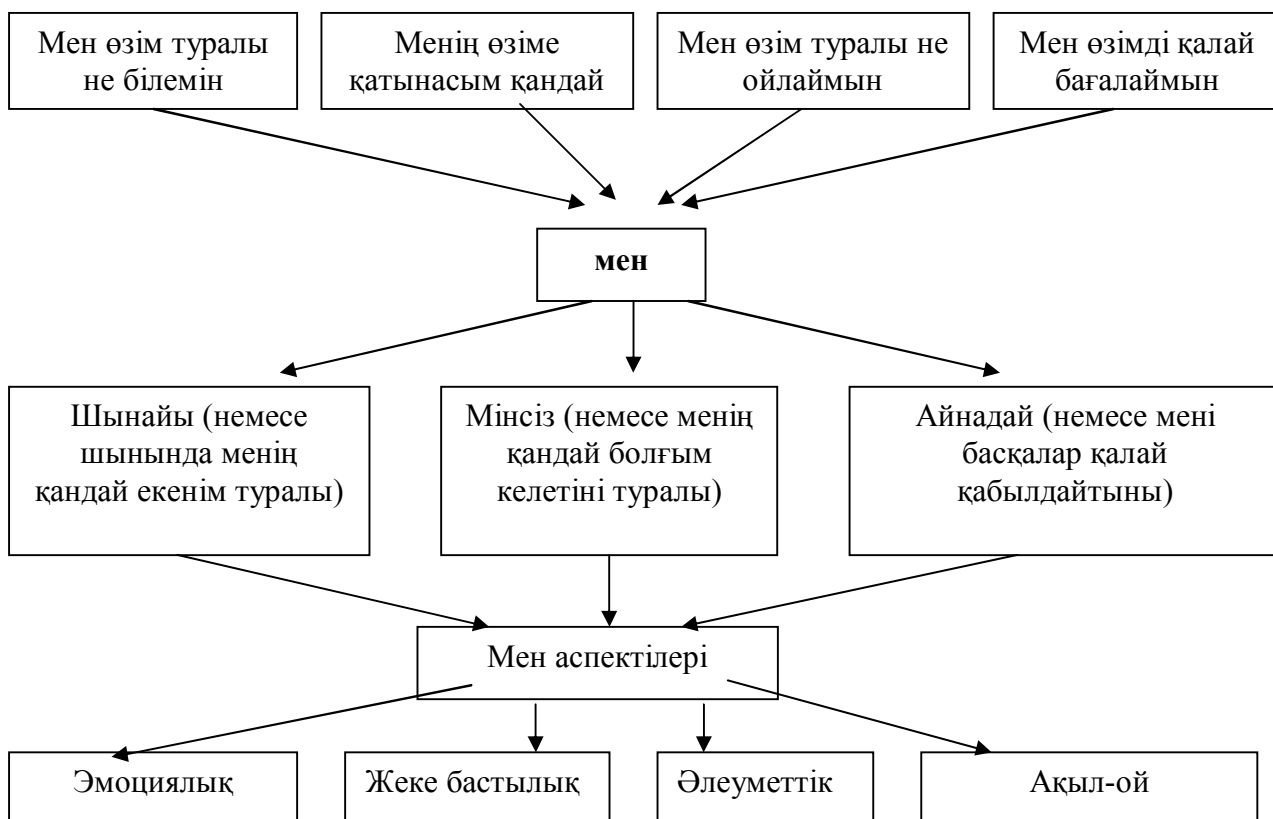 Мен өзім туралы
не білемін
Менің өзіме
қатынасым қандай
Мен өзім туралы не
ойлаймын
Мен өзімді қалай
бағалаймын
мен
Шынайы (немесе
шынында менің
қандай екенім туралы)
Мінсіз (немесе менің
қандай болғым
келетіні туралы)
Айнадай (немесе мені
басқалар қалай
қабылдайтыны)
Мен аспектілері
Эмоциялық
Жеке бастылық
Әлеуметтік
Ақыл-ой